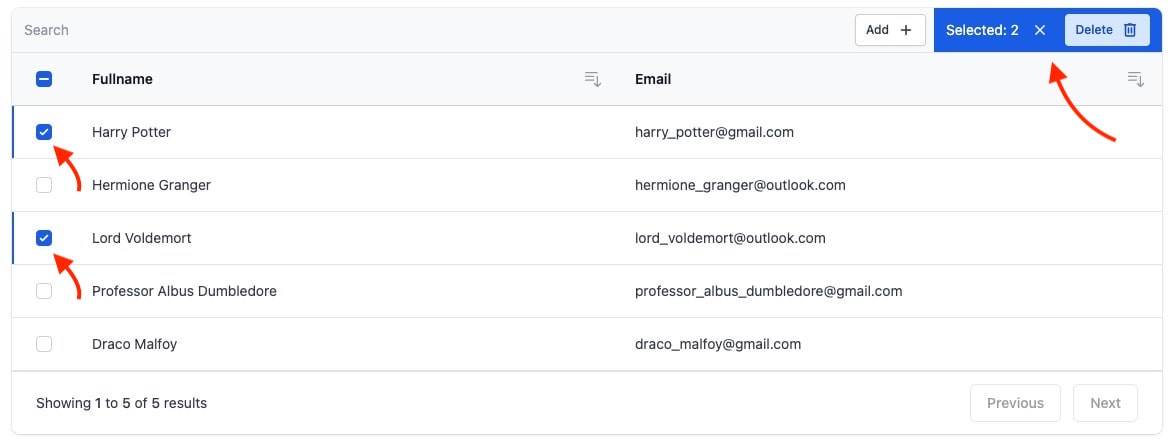 Search Add Selected: 2 Delete
Fullname Email
Harry Potter harry_potter@gmail.com
Hermione Granger hermione_granger@outlook.com
Lord Voldemort lord_voldemort@outlook.com
Professor Albus Dumbledore professor_albus_dumbledore@gmail.com
Draco Malfoy draco_malfoy@gmail.com
Showing 1 to 5 of 5 results Previous Next